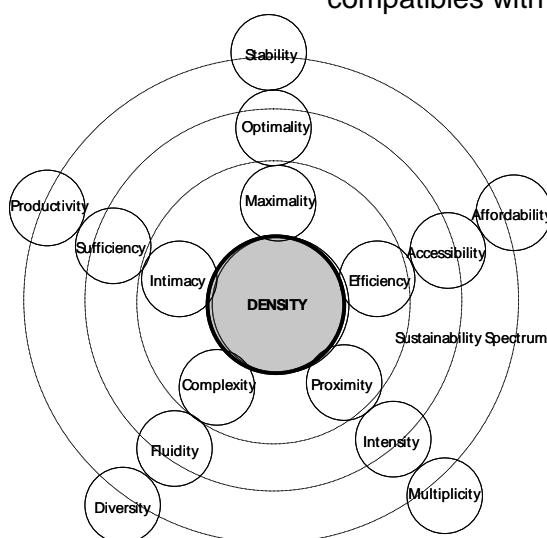 compatibles with
Stability
Optimality
Maximality
Productivity
Sufficiency
Intimacy
Affordability
Accessibility
Efficiency
DENSITY
Sustainability Spectrum
Complexity
Proximity
Fluidity
Intensity
Diversity
Multiplicity